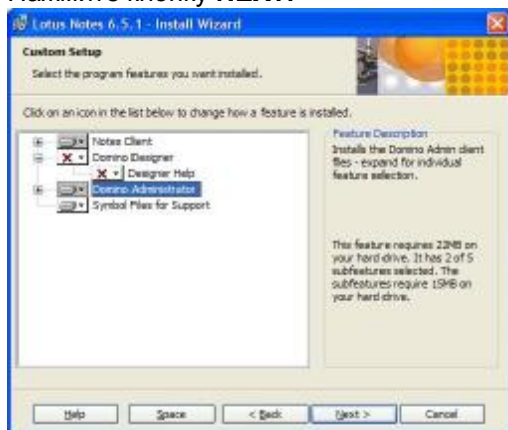 Нажмите кнопку NEXT.
Lotus Notes 6.5.1 - Install Wizard
Custom Setup
Select the program features you want installed.
Click on an icon in the list below to change how a feature is installed.
Notes Client
Domino Designer
Designer Help
Domino Administrator
Symbol Files for Support
Feature Description
Installs the Domino Admin client
files - expand for individual
feature selection.
This feature requires 22MB on
your hard drive. It has 2 of 5
subfeatures selected. The
subfeatures require 15MB on
your hard drive.
Help
Space
< Back
Next >
Cancel